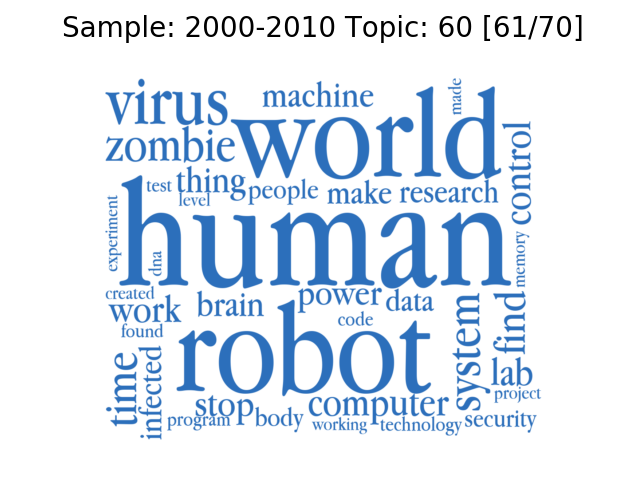 Sample: 2000-2010 Topic: 60 [61/70]
virus
machine
made
world
zombie
control
test
thing
people
make
research
level
human
experiment
dna
memory
created
work
brain
power
data
found
code
robot
system
find
time
infected
lab
project
stop
body
computer
program
working
technology
security